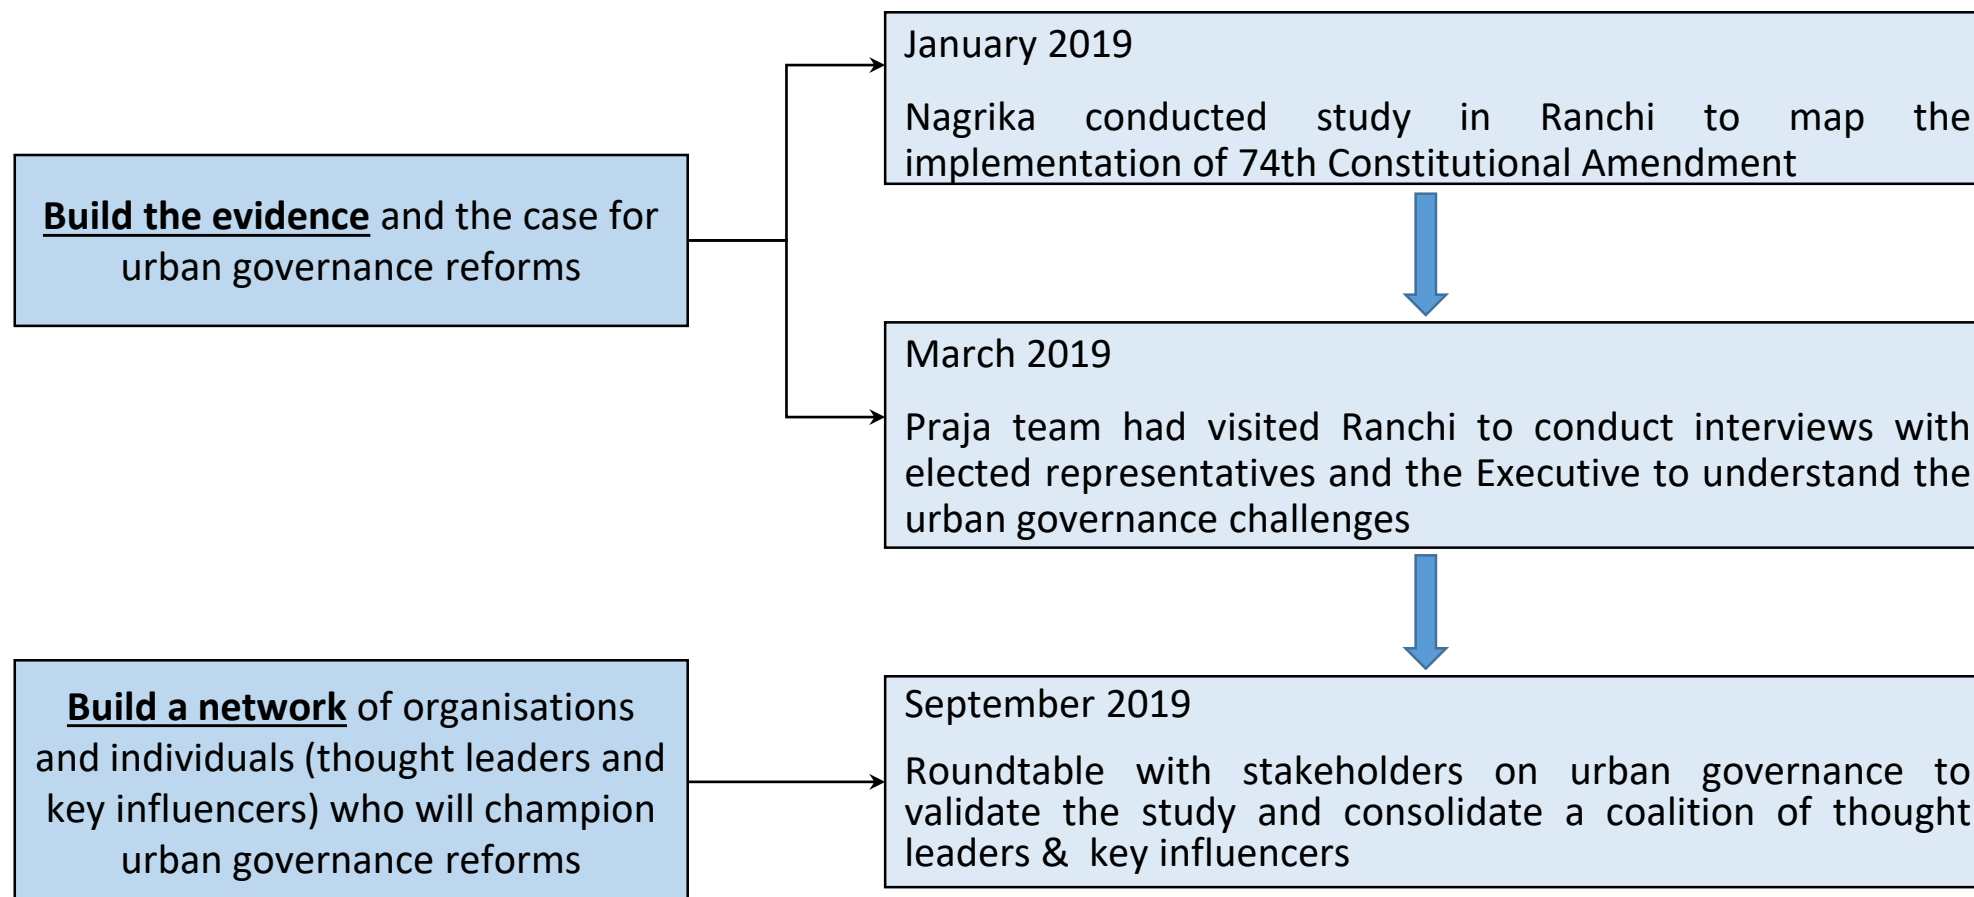 Build the evidence and the case for
urban governance reforms
January 2019
Nagrika conducted study in Ranchi to map the
implementation of 74th Constitutional Amendment
March 2019
Praja team had visited Ranchi to conduct interviews with
elected representatives and the Executive to understand the
urban governance challenges
Build a network of organisations
and individuals (thought leaders and
key influencers) who will champion
urban governance reforms
September 2019
Roundtable with stakeholders on urban governance to
validate the study and consolidate a coalition of thought
leaders & key influencers